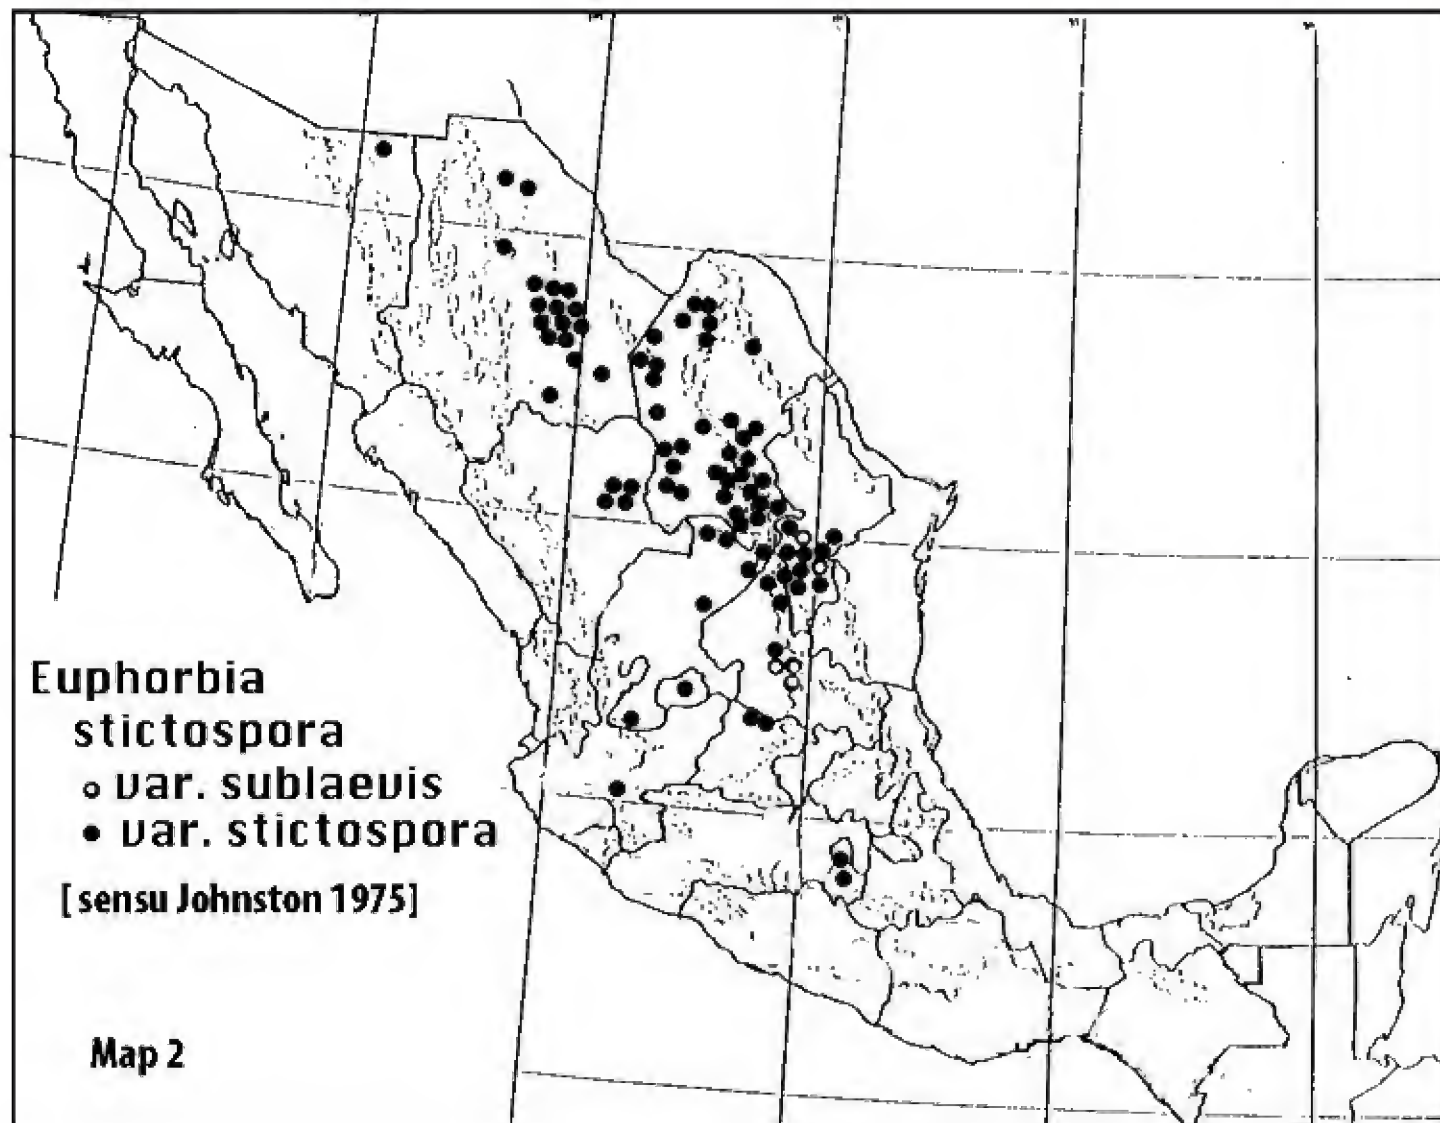 Euphorbia
stictospora
○ var. sublaevis
● var. stictospora
[sensu Johnston 1975]
Map 2